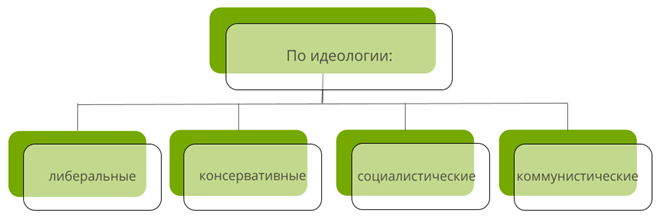 По идеологии:
либеральные
консервативные
социалистические
коммунистические